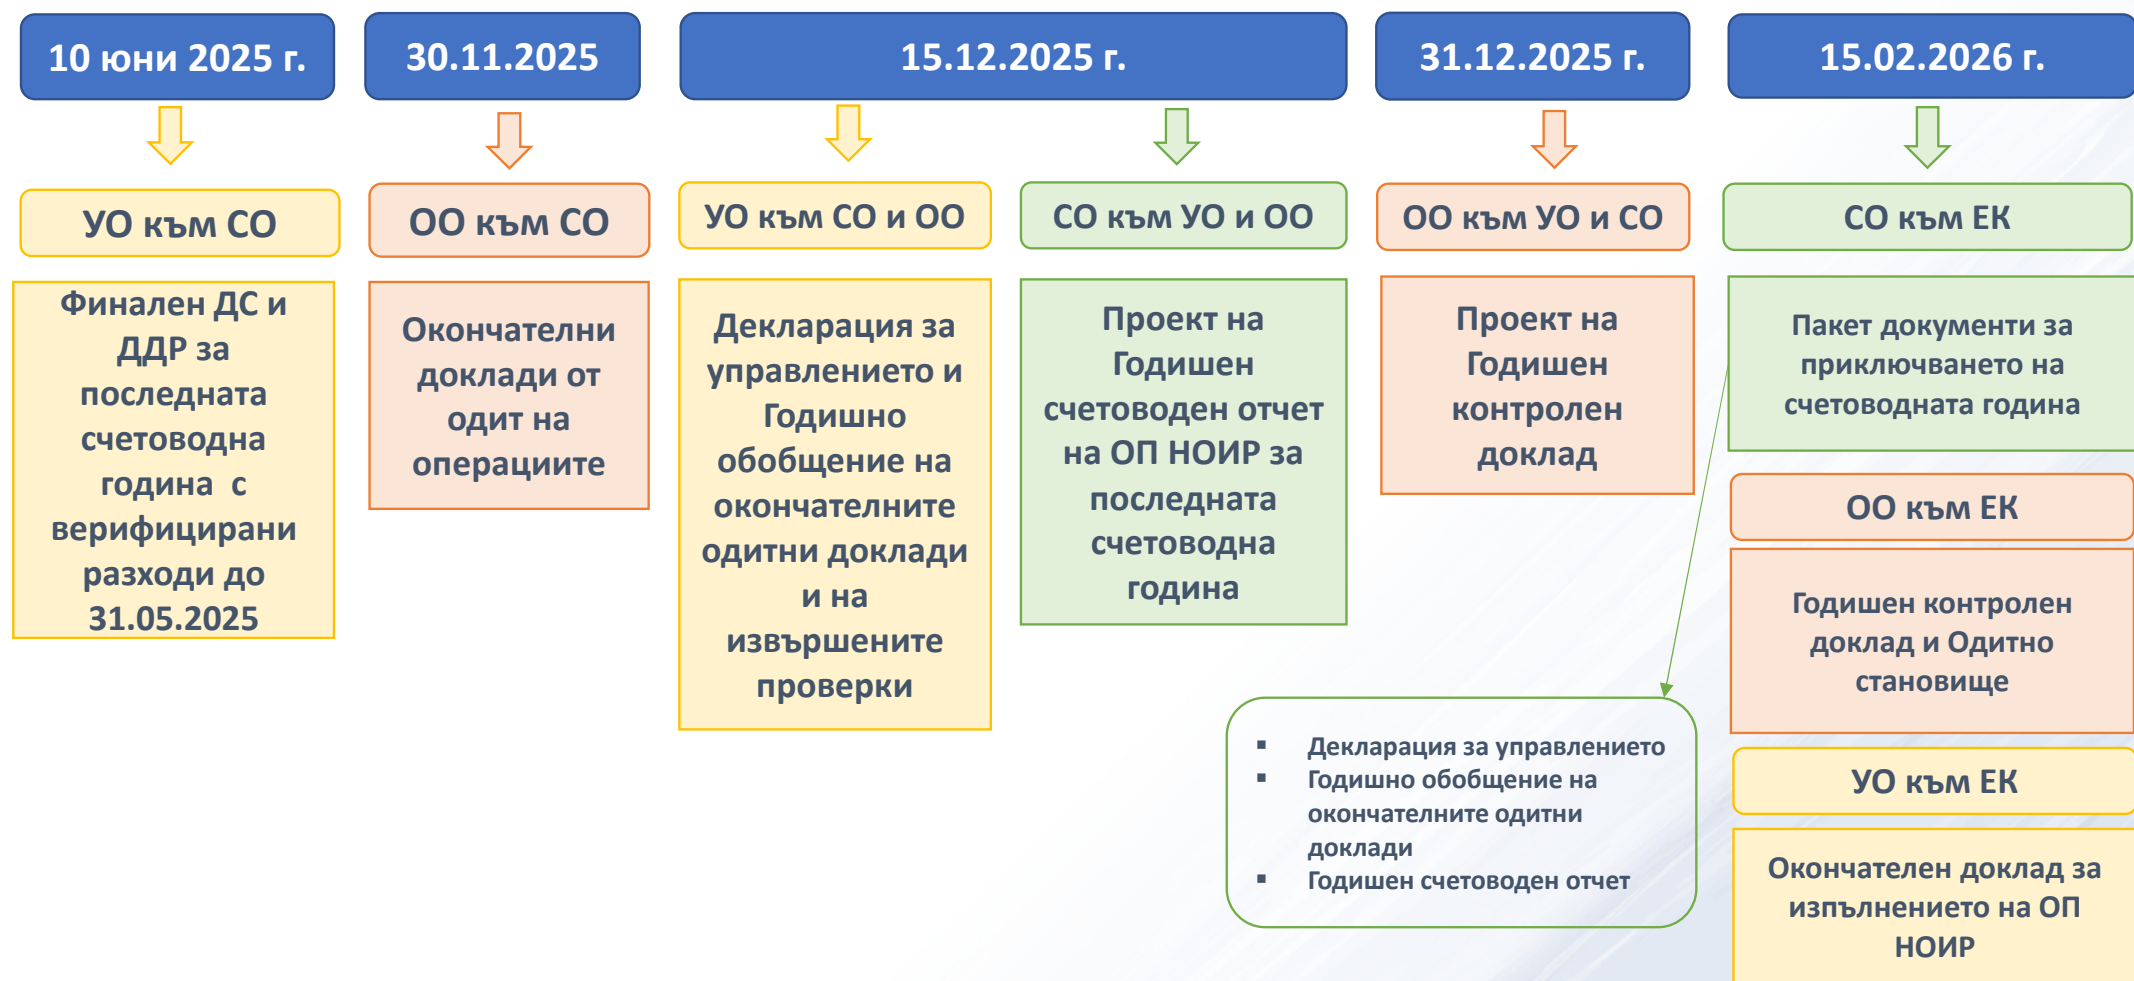 10 юни 2025 г.
30.11.2025
15.12.2025 г.
31.12.2025 г.
15.02.2026 г.
УО към СО
ОО към СО
УО към СО и ОО
СО към УО и ОО
ОО към УО и СО
СО към ЕК
Финален ДС и
ДДР за
последната
счетоводна
година с
верифицирани
разходи до
31.05.2025
Окончателни
доклади от
одит на
операциите
Декларация за
управлението и
Годишно
обобщение на
окончателните
одитни доклади
и на
извършените
проверки
Проект на
Годишен
счетоводен отчет
на ОП НОИР за
последната
счетоводна
година
Проект на
Годишен
контролен
доклад
Пакет документи за
приключването на
счетоводната година
ОО към ЕК
Годишен контролен
доклад и Одитно
становище
УО към ЕК
Окончателен доклад за
изпълнението на ОП
НОИР
▪ Декларация за управлението
▪ Годишно обобщение на
окончателните одитни
доклади
▪ Годишен счетоводен отчет